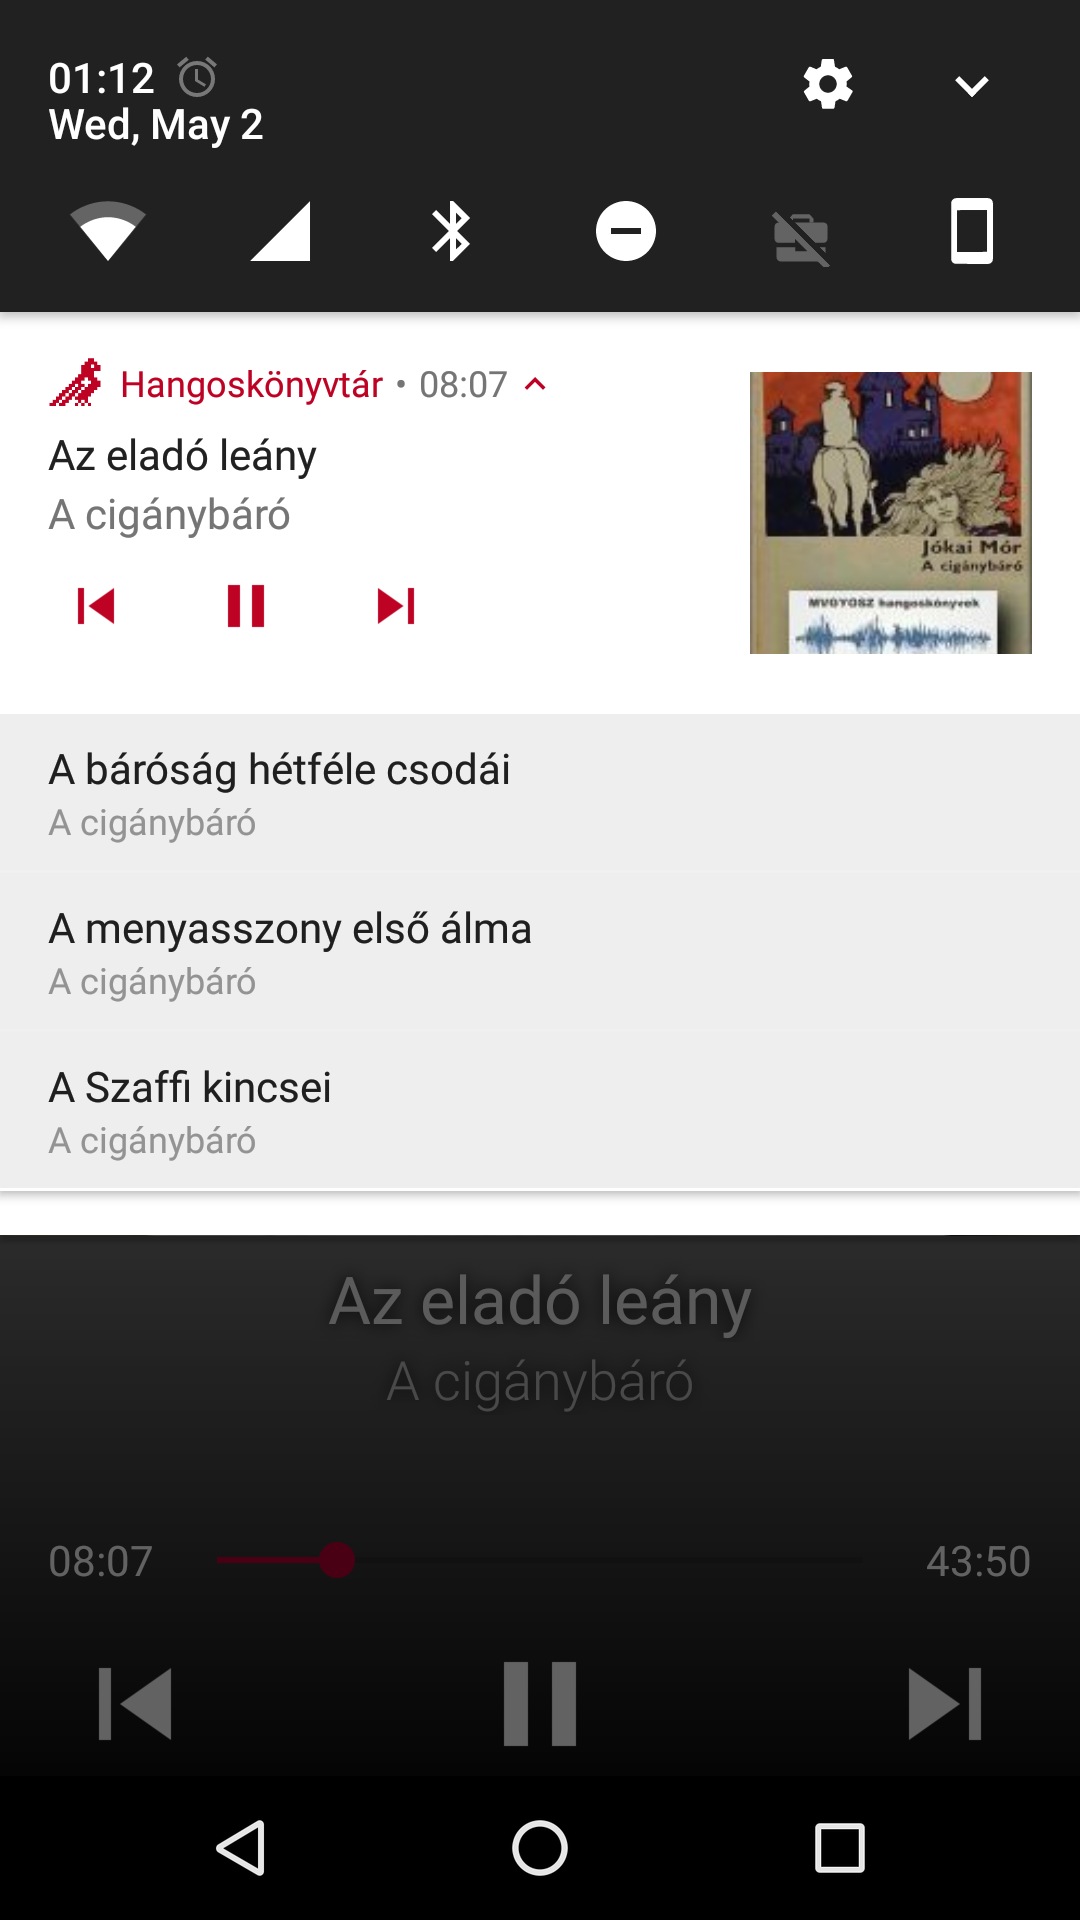 01:12
Wed, May 2
Hangoskönyvtár • 08:07
Az eladó leány
A cigánybáró
Jókai Mór
A cigánybáró
MVGYOSZ hangoskönyvek
A báróság hétféle csodái
A cigánybáró
A menyasszony első álma
A cigánybáró
A Szaffi kincsei
A cigánybáró
Az eladó leány
A cigánybáró
08:07
43:50